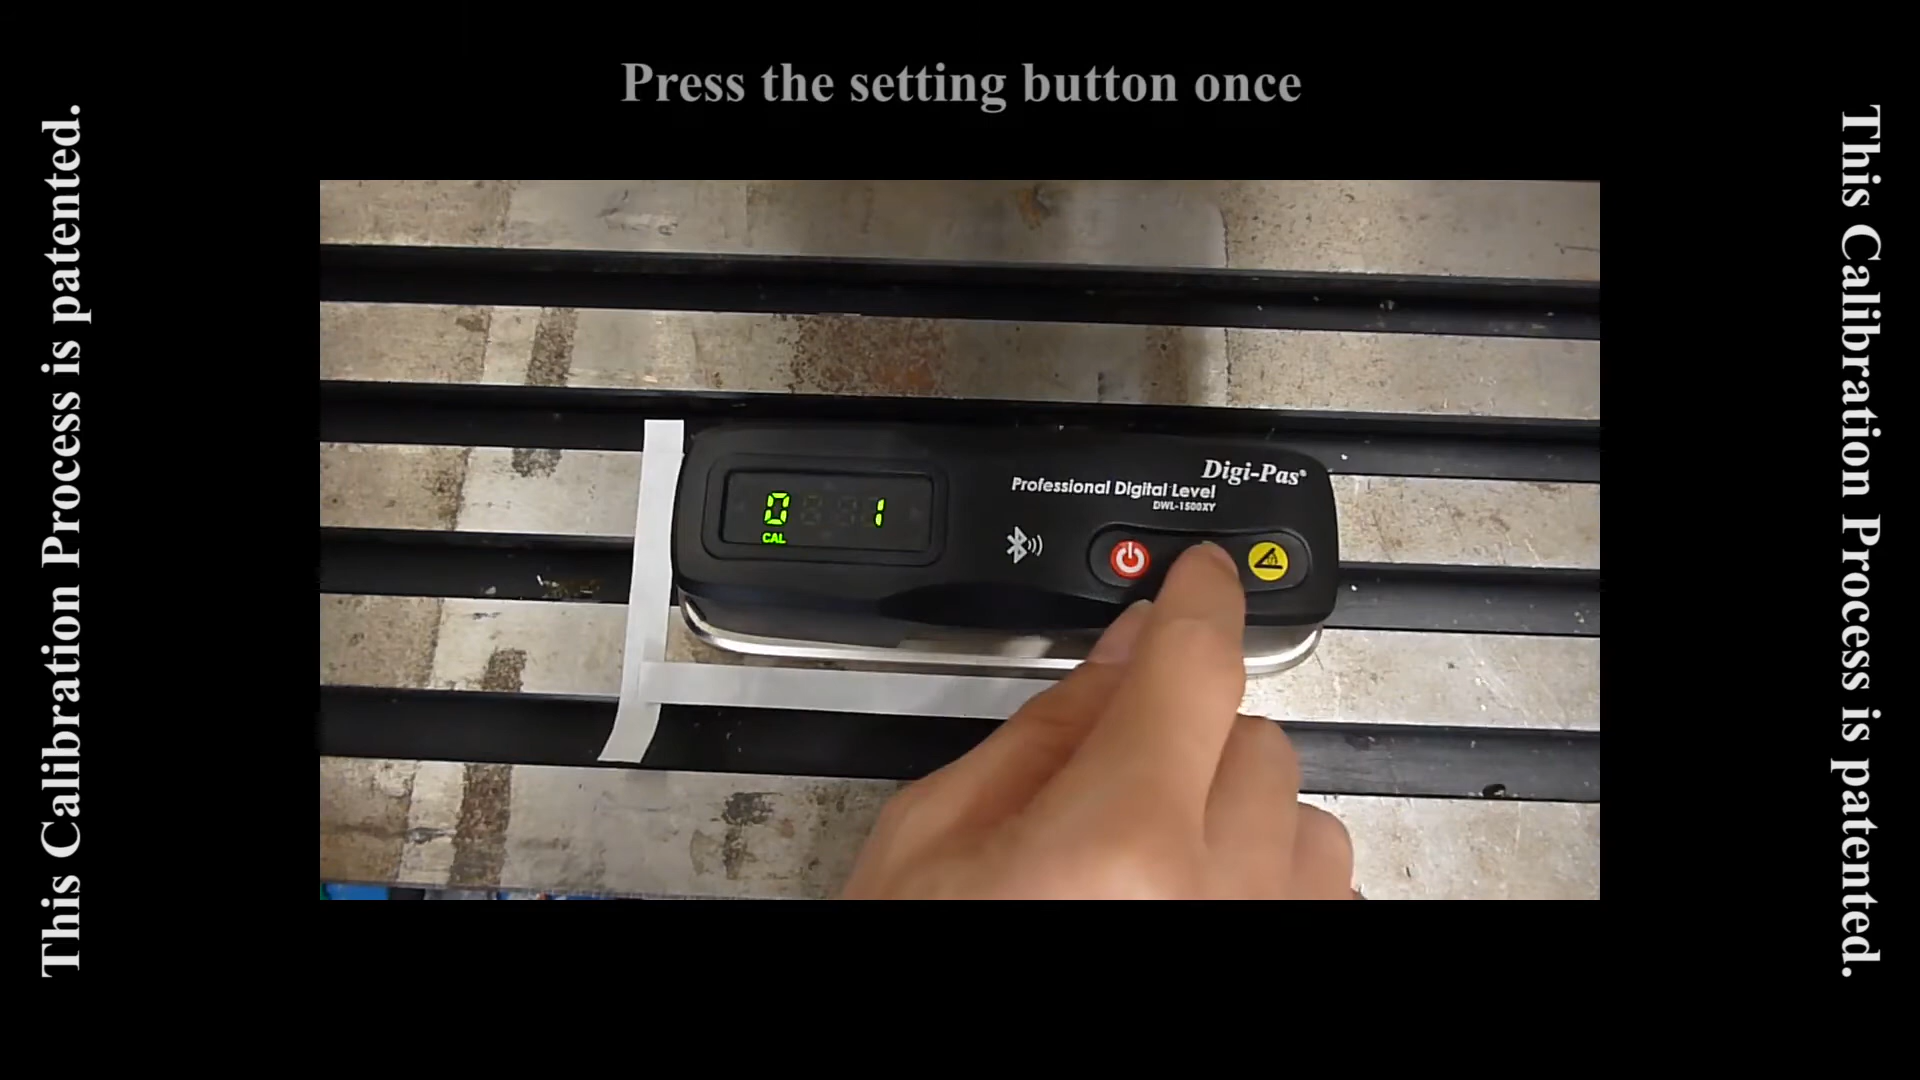 Press the setting button once
This Calibration Process is patented.
Digi-Pas®
Professional Digital Level
DWL-1500XY
0 1
CAL
This Calibration Process is patented.